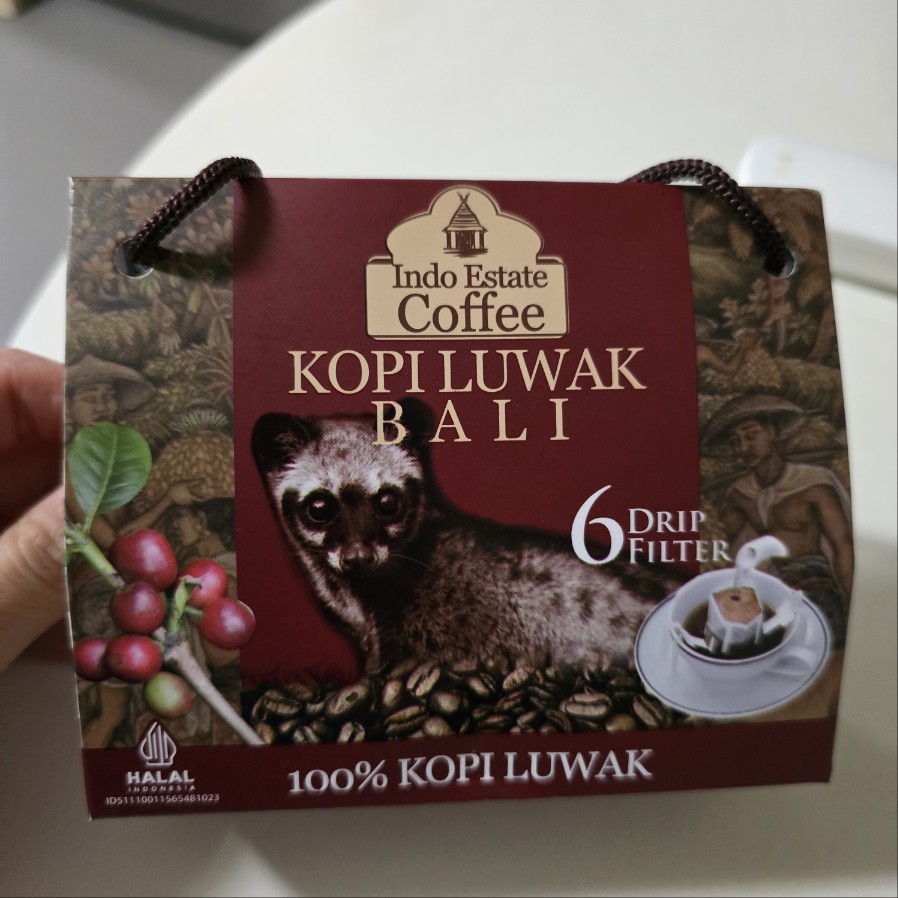 Indo Estate
Coffee
KOPI LUWAK
BALI
6 DRIP
FILTER
HALAL
INDONESIA
ID51110011565481023
100% KOPI LUWAK